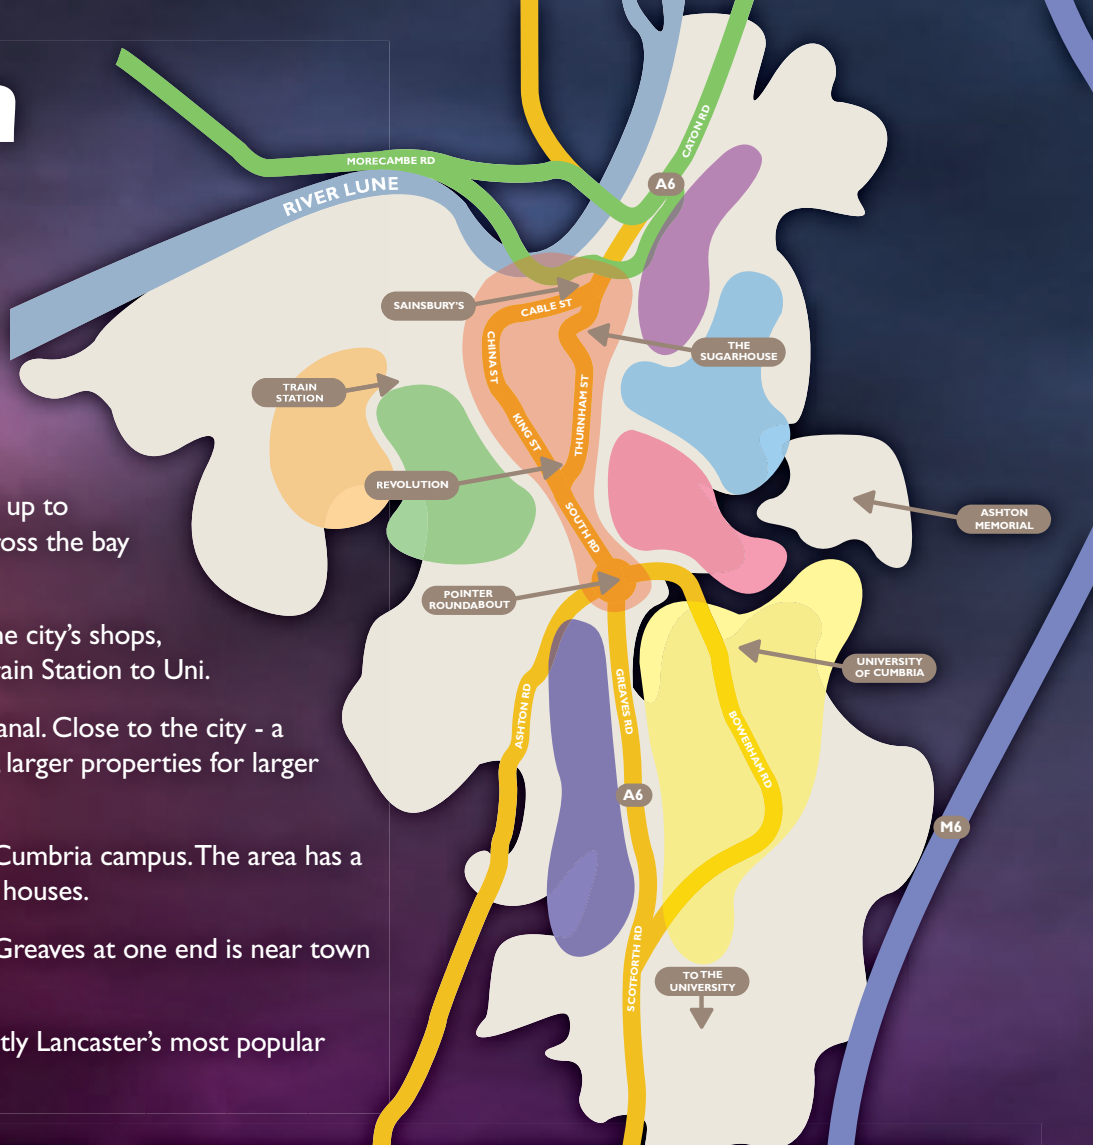 up to
oss the bay
e city's shops,
ain Station to Uni.
anal. Close to the city - a
larger properties for larger
Cumbria campus. The area has a
houses.
Greaves at one end is near town
tly Lancaster's most popular
MORECAMBE RD
RIVER LUNE
CATON RD
A6
SAINSBURY'S
CABLE ST
CHINA ST
THE
SUGARHOUSE
TRAIN
STATION
KING ST
THURNHAM ST
REVOLUTION
SOUTH RD
ASHTON
MEMORIAL
POINTER
ROUNDABOUT
UNIVERSITY
OF CUMBRIA
ASHTON RD
GREAVES RD
BOWERHAM RD
A6
M6
SCOTFORTH RD
TO THE
UNIVERSITY